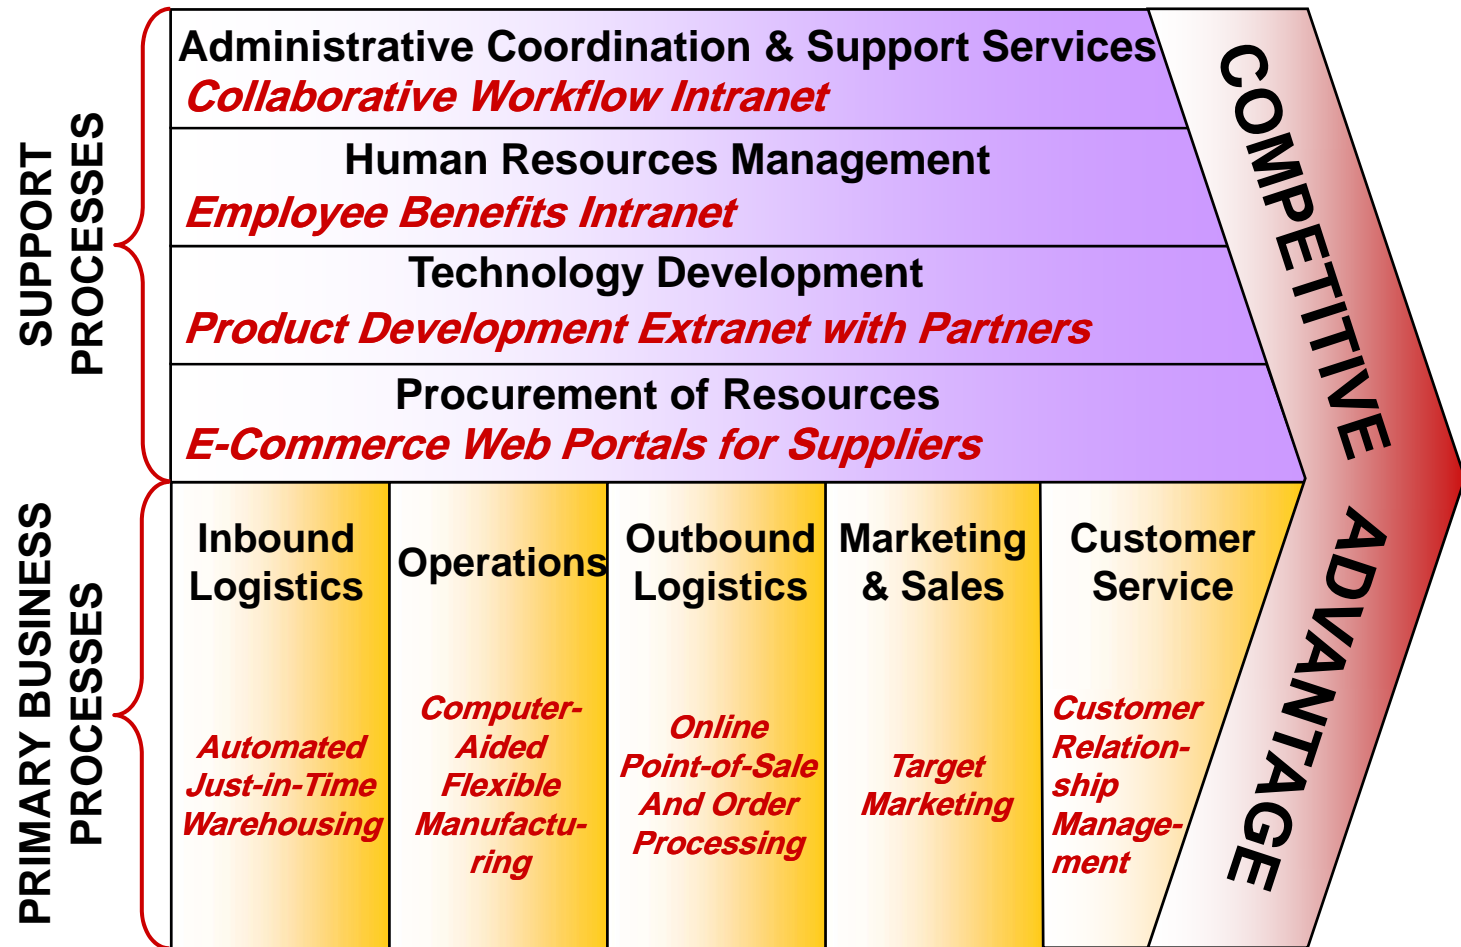 SUPPORT
PROCESSES
Administrative Coordination & Support Services
Collaborative Workflow Intranet
Human Resources Management
Employee Benefits Intranet
Technology Development
Product Development Extranet with Partners
Procurement of Resources
E-Commerce Web Portals for Suppliers
PRIMARY BUSINESS
PROCESSES
Inbound
Logistics
Automated
Just-in-Time
Warehousing
Operations
Computer-
Aided
Flexible
Manufactu-
ring
Outbound
Logistics
Online
Point-of-Sale
And Order
Processing
Marketing
& Sales
Target
Marketing
Customer
Service
Customer
Relation-
ship
Manage-
ment
COMPETITIVE
ADVANTAGE